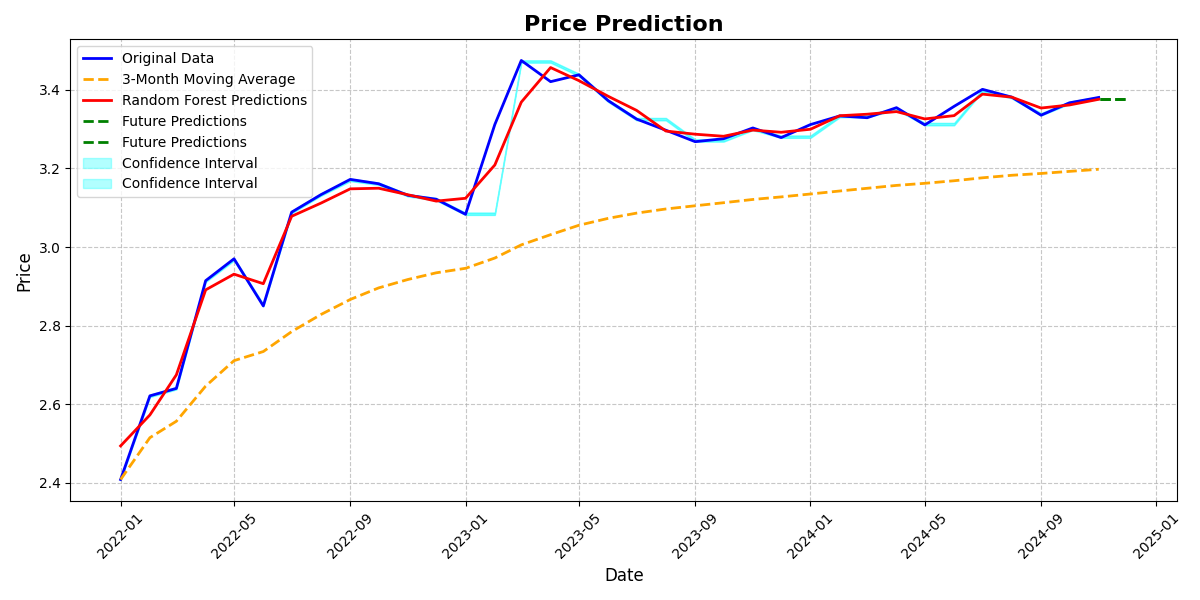 Price Prediction
Original Data
3-Month Moving Average
Random Forest Predictions
Future Predictions
Future Predictions
Confidence Interval
Confidence Interval
Price
3.4
3.2
3.0
2.8
2.6
2.4
2022-01
2022-05
2022-09
2023-01
2023-05
2023-09
2024-01
2024-05
2024-09
2025-01
Date